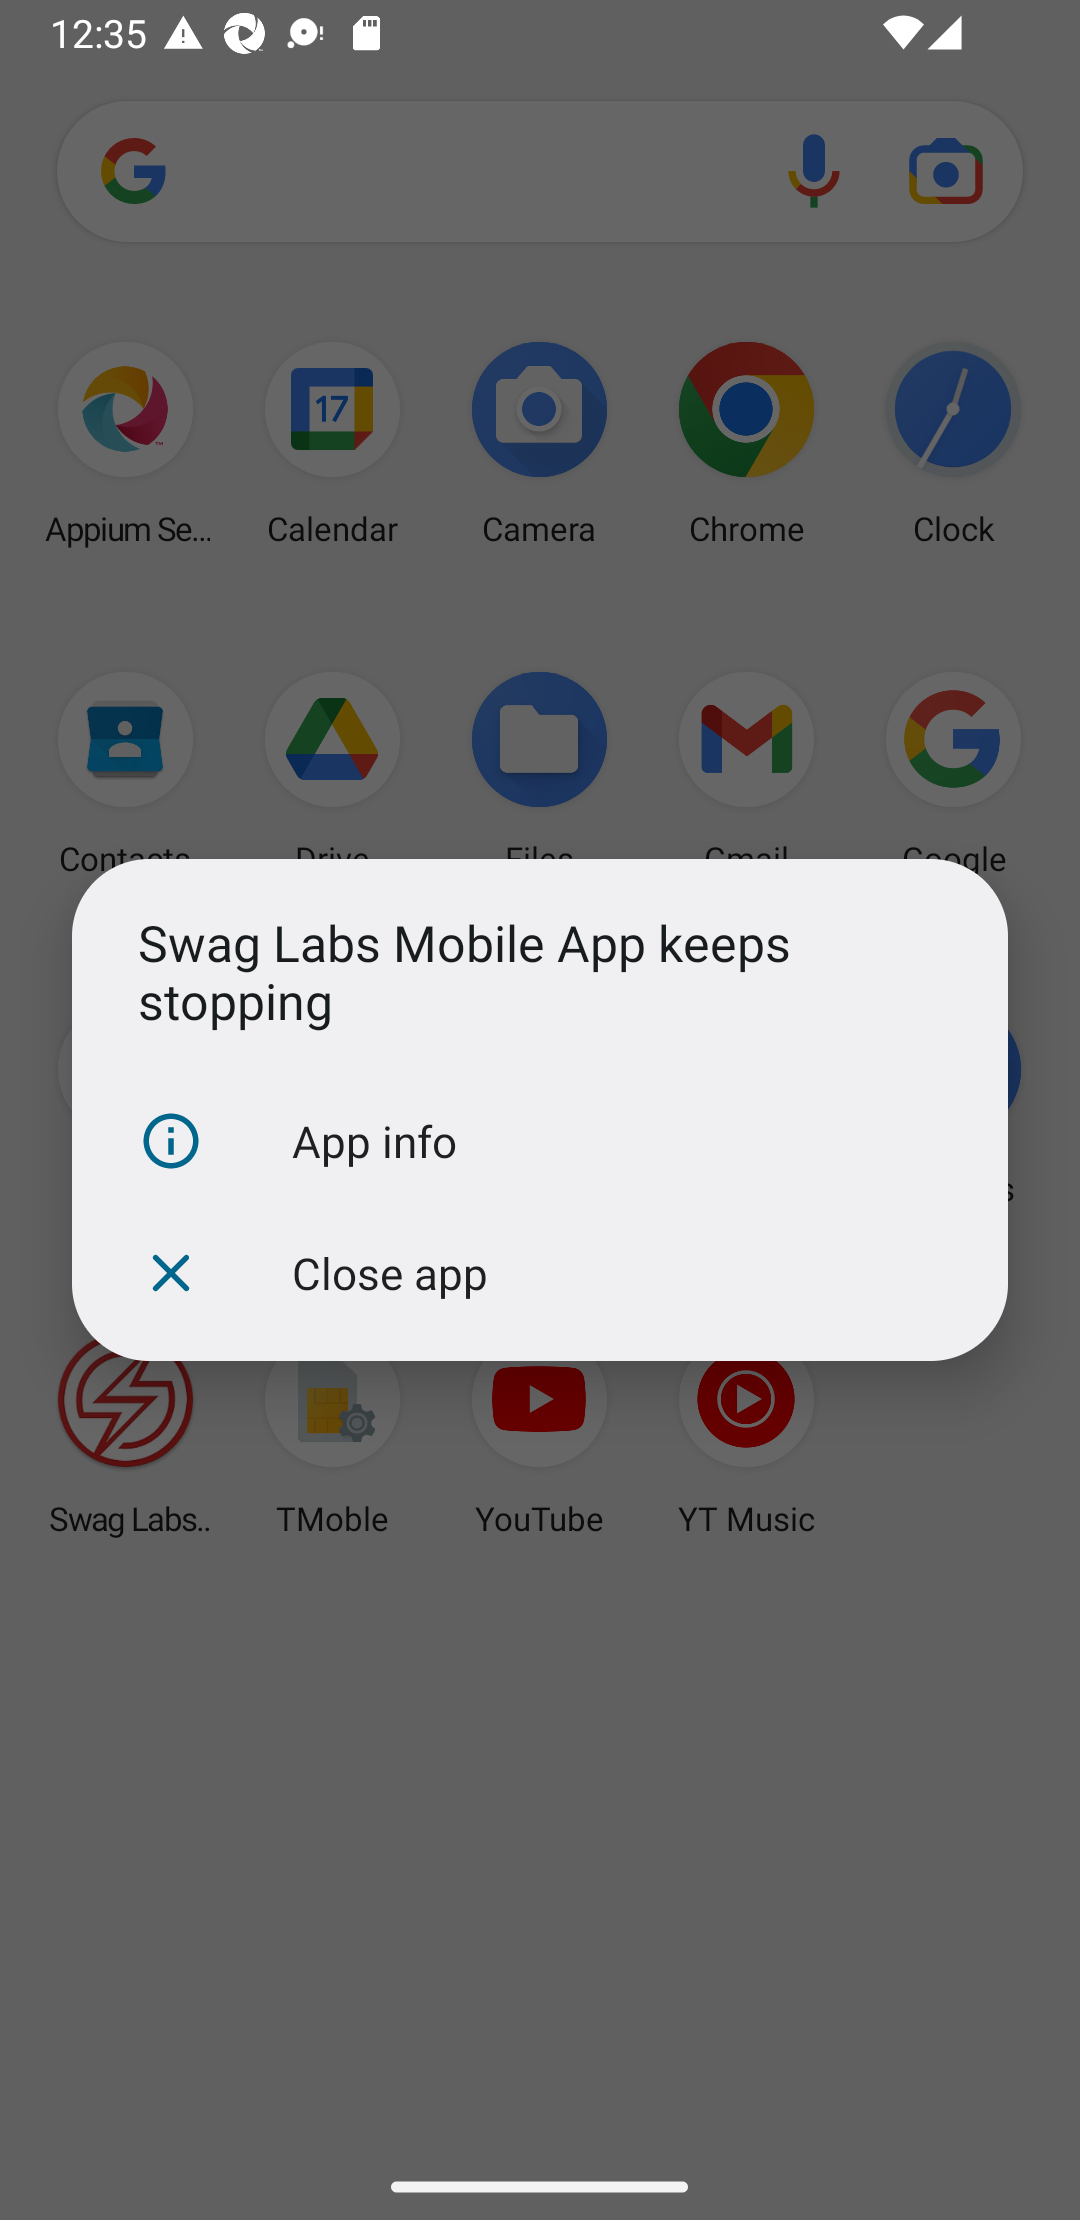 12:35
Appium Se...
Calendar
Camera
Chrome
Clock
17
Contacts
Drive
Files
Gmail
Google
Swag Labs Mobile App keeps
stopping
App info
s
Close app
Swag Labs..
TMoble
YouTube
YT Music